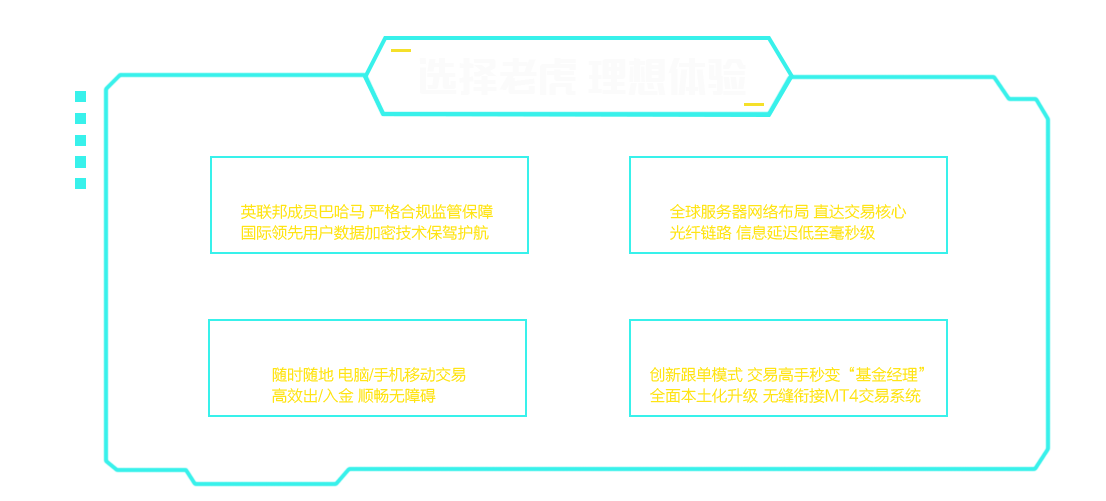 选择老虎 理想体验
英联邦成员巴哈马 严格合规监管保障
国际领先用户数据加密技术保驾护航
全球服务器网络布局 直达交易核心
光纤链路 信息延迟低至毫秒级
随时随地 电脑/手机移动交易
高效出/入金 顺畅无障碍
创新跟单模式 交易高手秒变“基金经理”
全面本土化升级 无缝衔接MT4交易系统